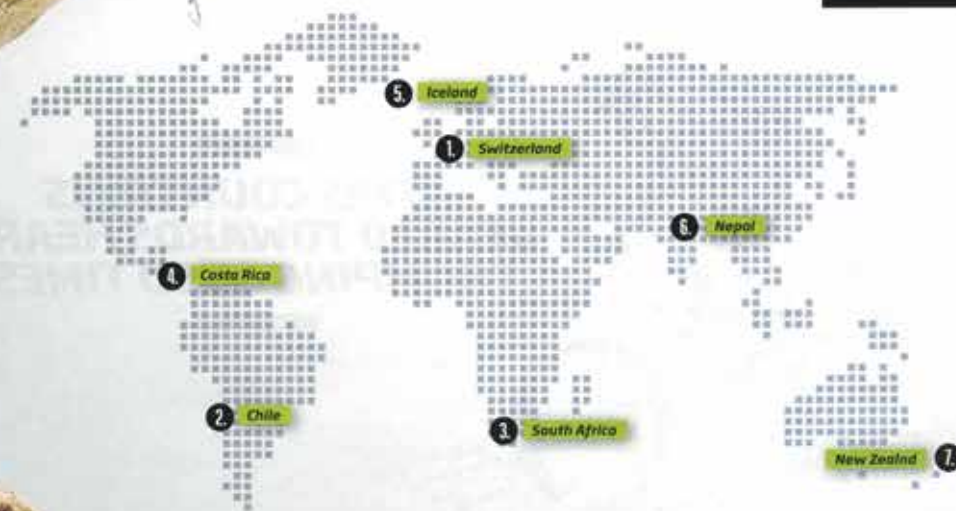 5. Iceland
1. Switzerland
6. Nepal
4. Costa Rica
2. Chile
3. South Africa
New Zealnd 7.